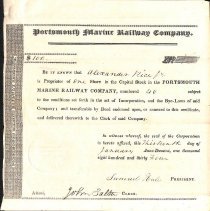 Portsmouth Marine Railway Company.
$100
Be it known that Alexander Rice
is Proprietor of One Share in the Capital Stock in the PORTSMOUTH
MARINE RAILWAY COMPANY, numbered 40 subject
to the conditions set forth in the act of Incorporation, and the Bye-Laws of said
Company; and transferable by Deed endorsed upon, or annexed to this certificate,
and delivered thereafter to the Clerk of said Company.
In witness whereof, the seal of the Corporation
is hereto affixed, this thirteenth day of
January Anno Domini, one thousand
eight hundred and thirty four
Samuel PRESIDENT.
Attest, John CLERK.